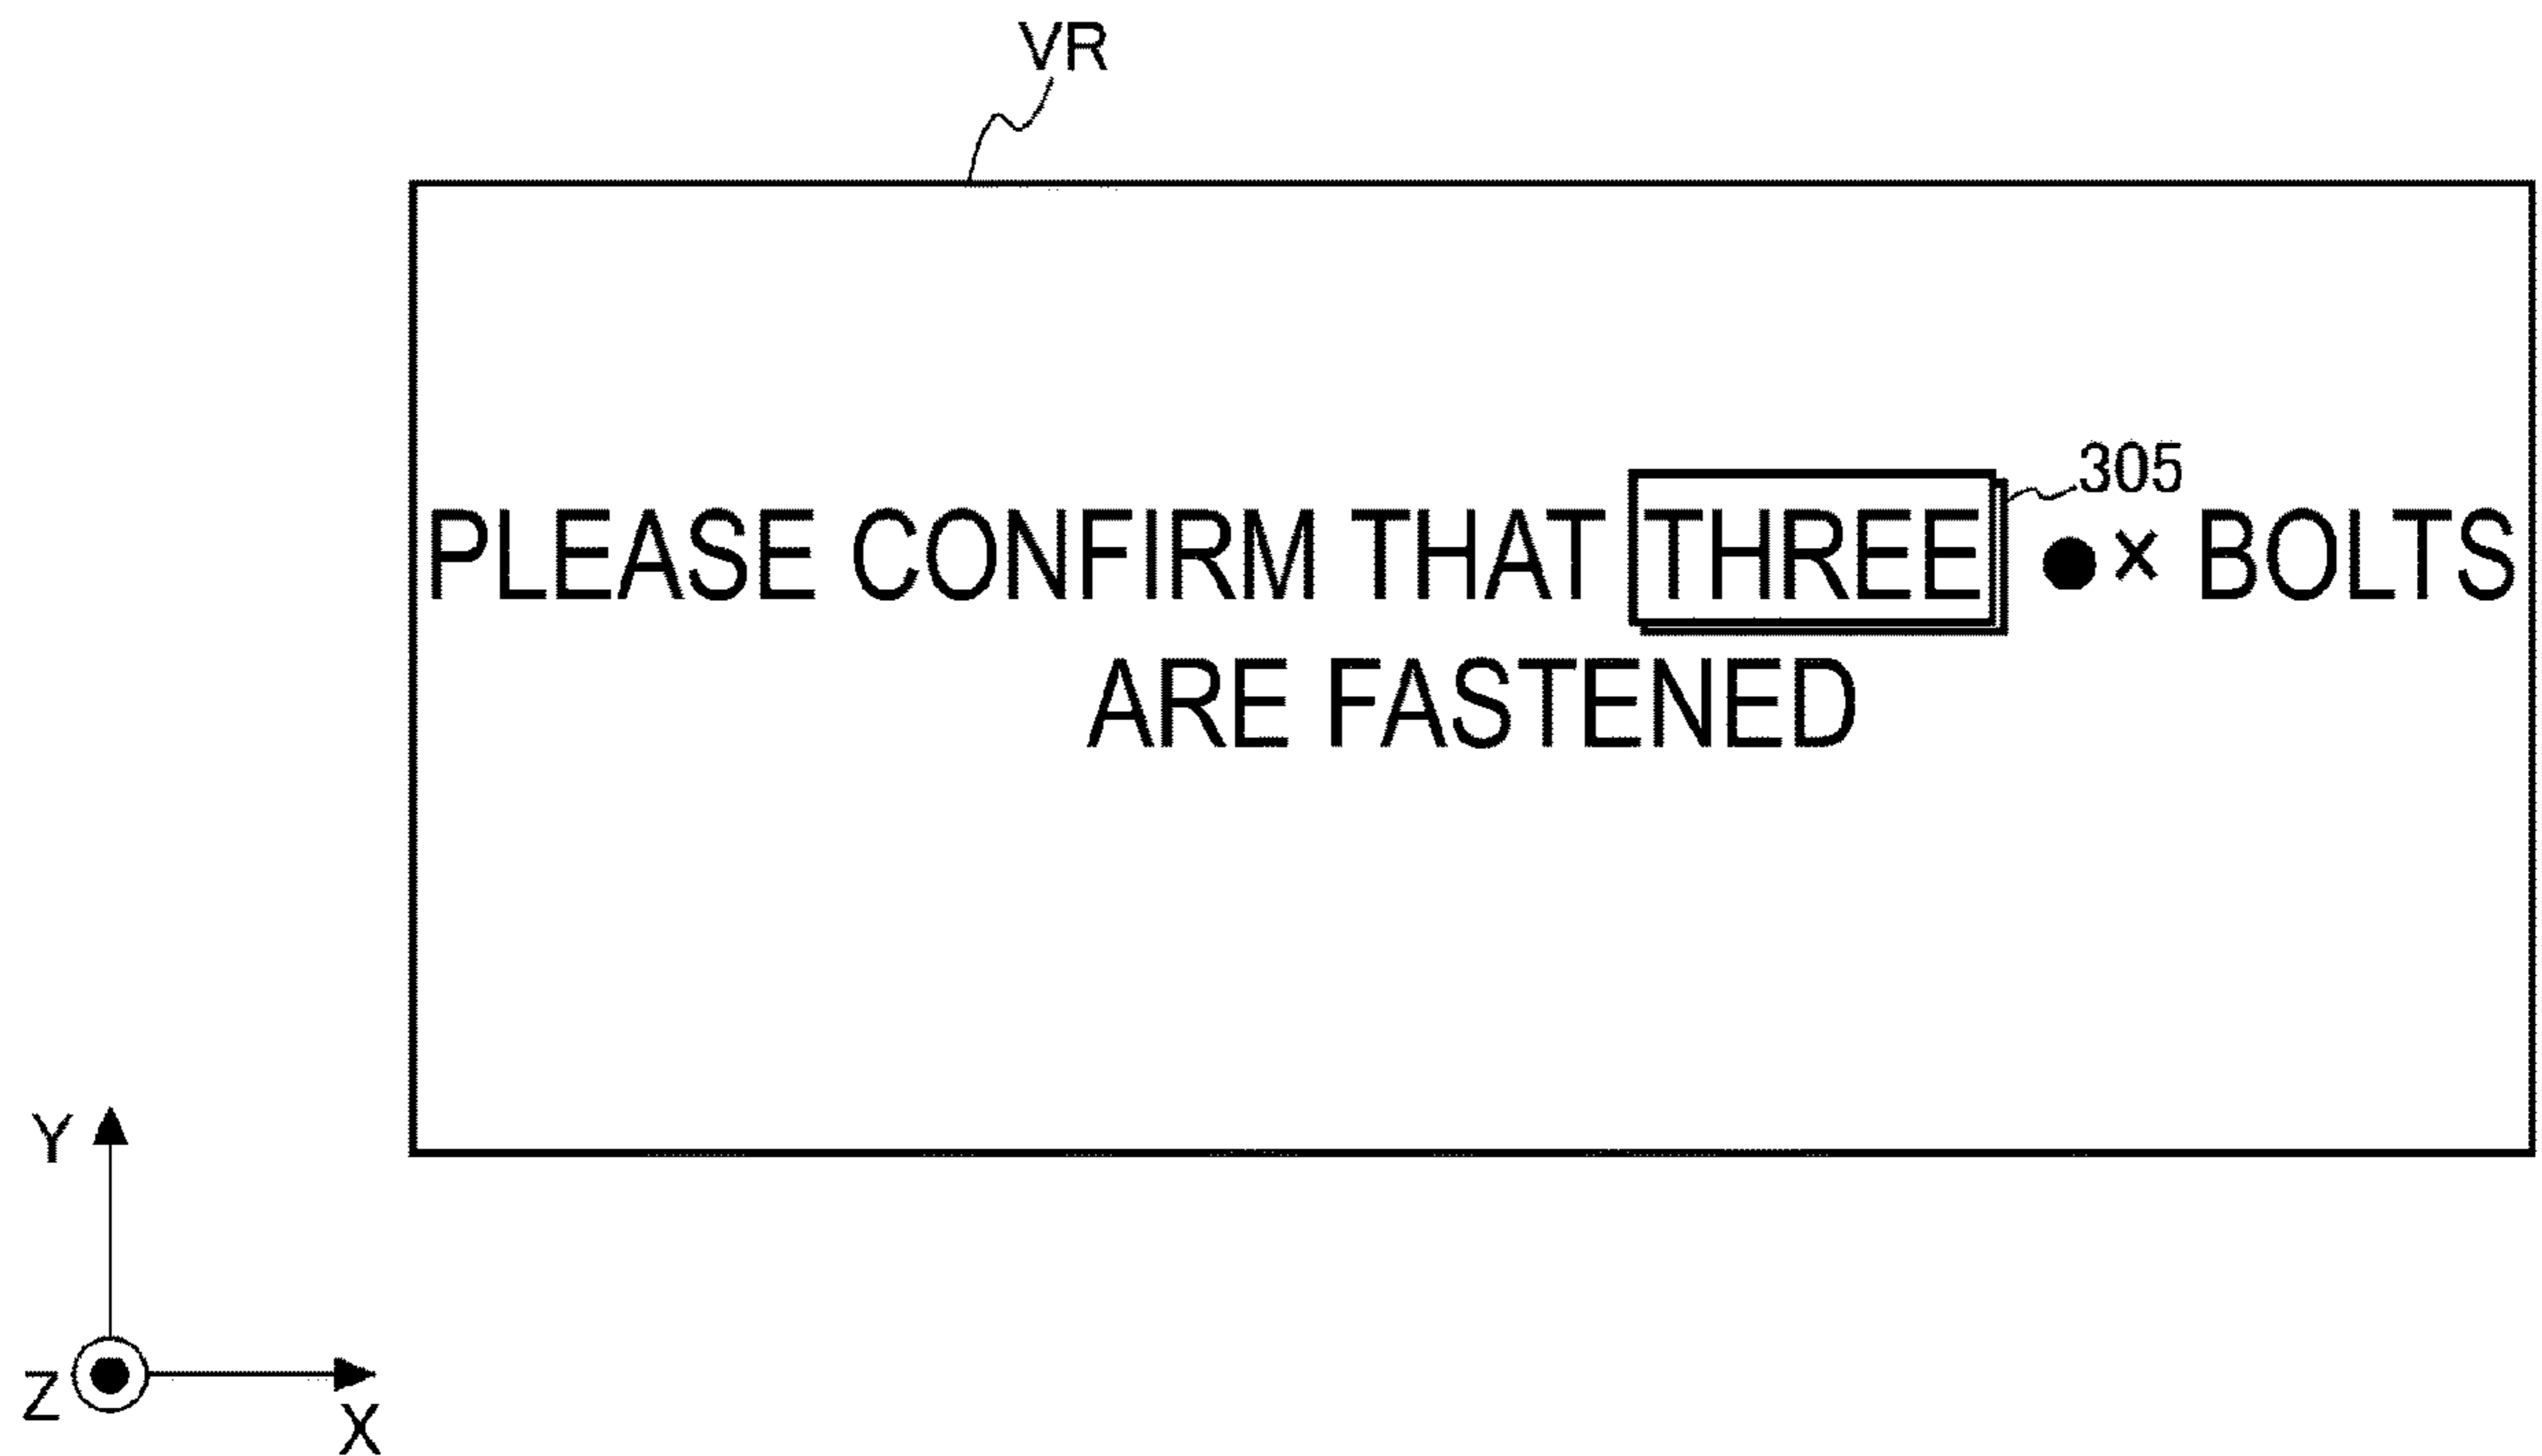 VR
305
PLEASE CONFIRM THAT THREE ●× BOLTS
ARE FASTENED
Y
Z
X